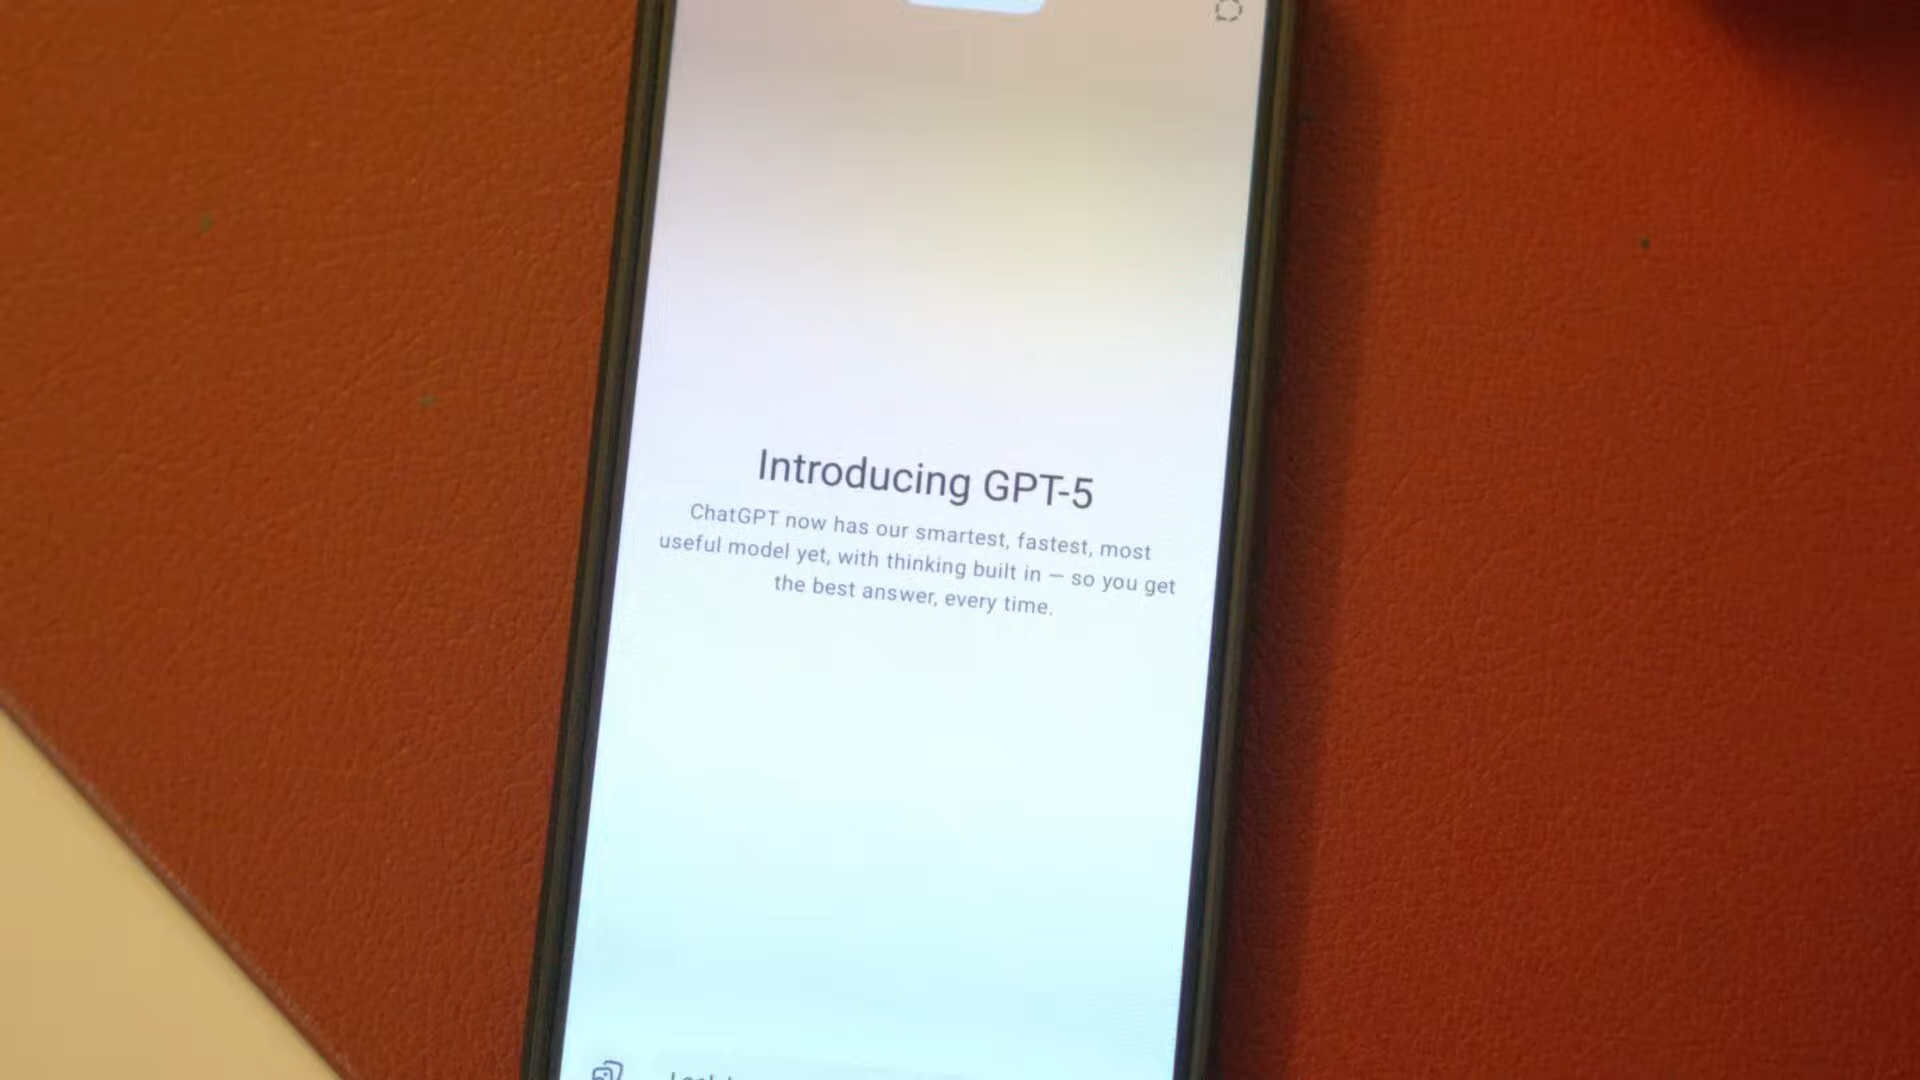 Introducing GPT-5
ChatGPT now has our smartest, fastest, most
useful model yet, with thinking built in — so you get
the best answer, every time.